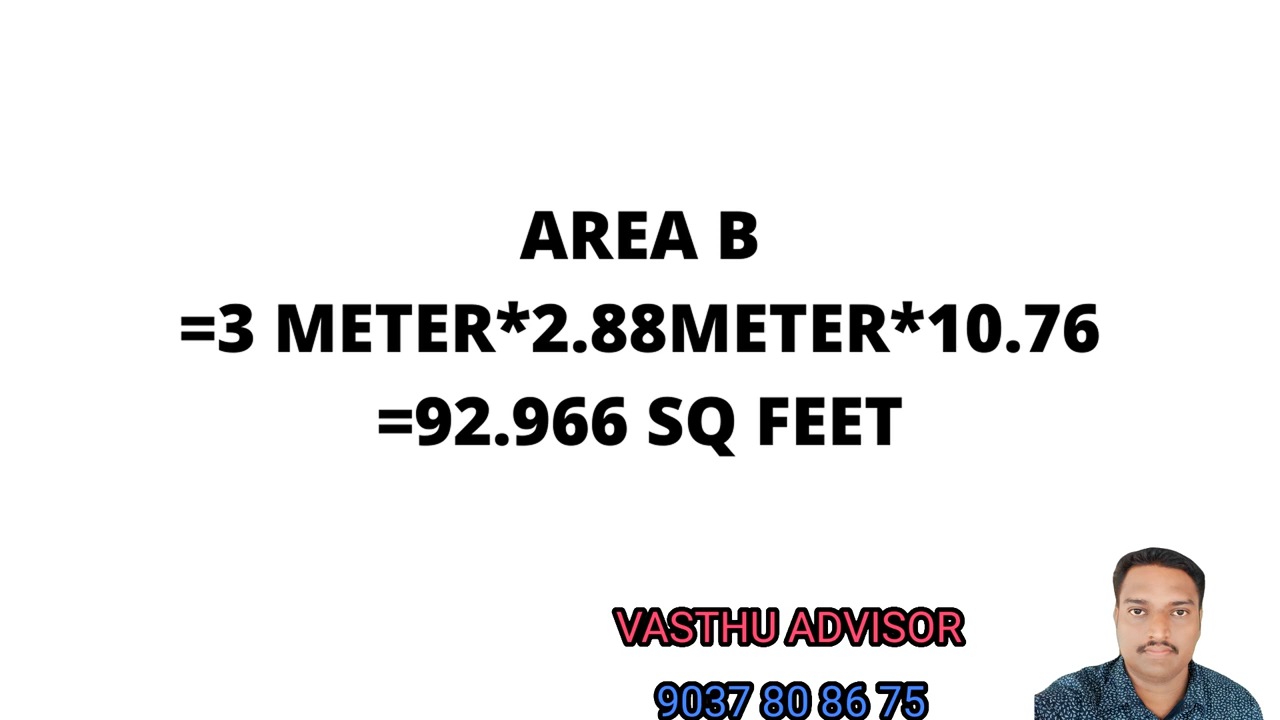 AREA B
=3 METER*2.88METER*10.76
=92.966 SQ FEET
VASTHU ADVISOR
9037 80 86 75